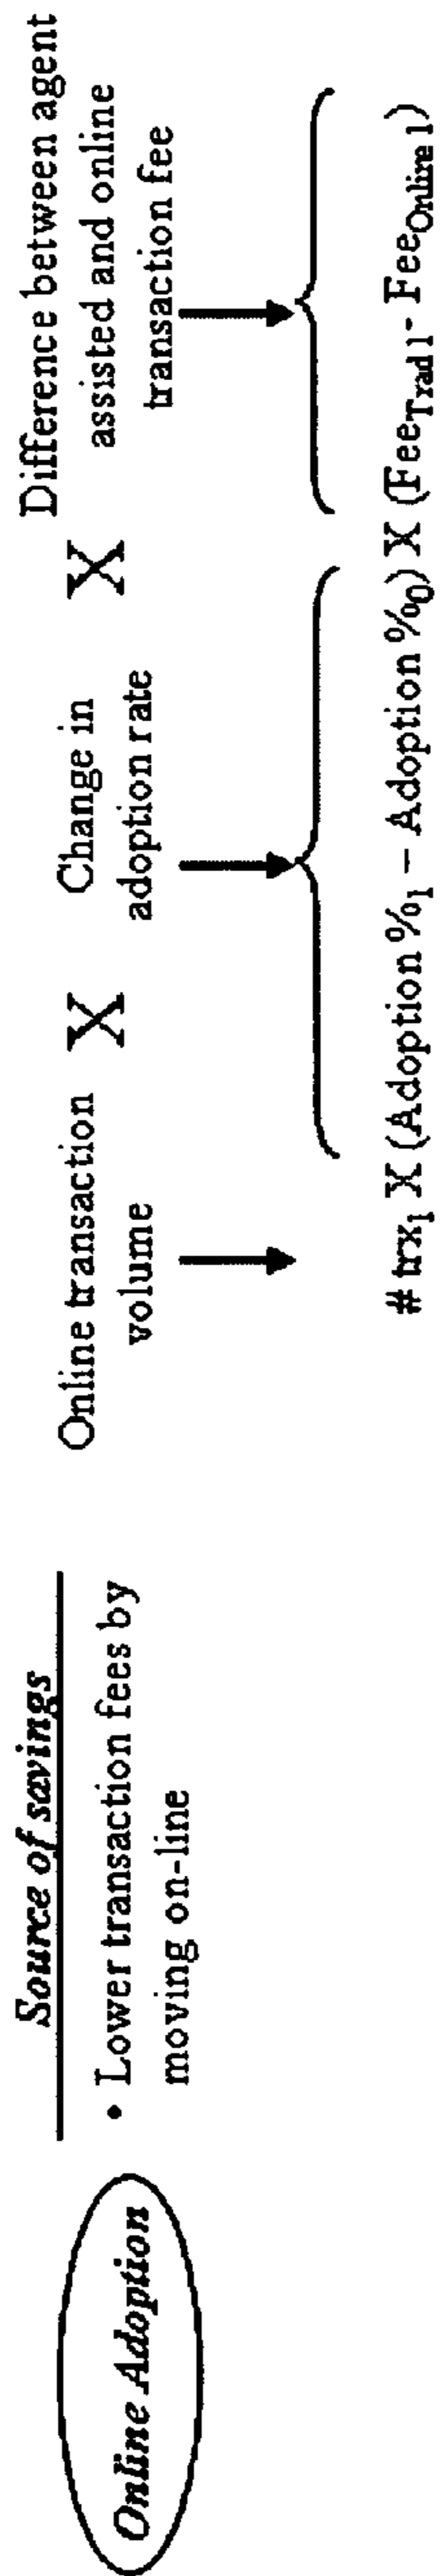 Online Adoption
Source of savings
• Lower transaction fees by
moving on-line
Online transaction
volume
X
Change in
adoption rate
X
Difference between agent
assisted and online
transaction fee
# trx1 X (Adoption %1 – Adoption %0) X (FeeTrad 1- FeeOnline 1)